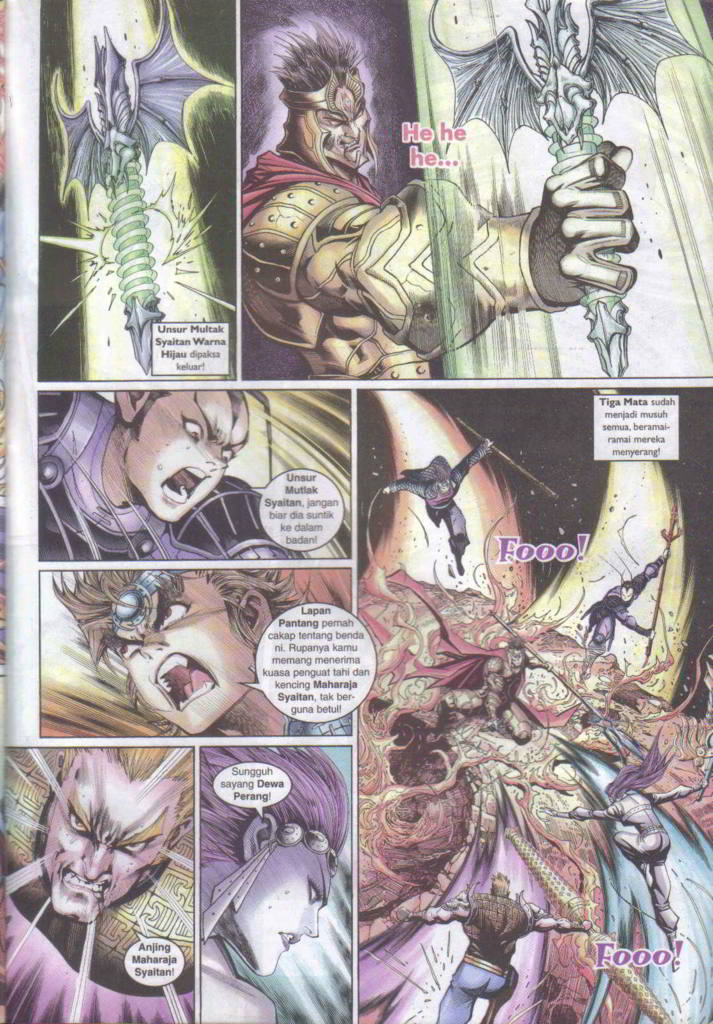 Unsur Multak
Syaitan Warna
Hijau dipaksa
keluar!
He he
he...
Unsur
Mutlak
Syaitan, jangan
biar dia suntik
ke dalam
badan!
Lapan
Pantang pernah
cakap tentang benda
ni. Rupanya kamu
memang menerima
kuasa penguat tahi dan
kencing Maharaja
Syaitan, tak ber-
guna betul!
Anjing
Maharaja
Syaitan!
Sungguh
sayang Dewa
Perang!
Tiga Mata sudah
menjadi musuh
semua, beramai-
ramai mereka
menyerang!
Fooo!
Fooo!